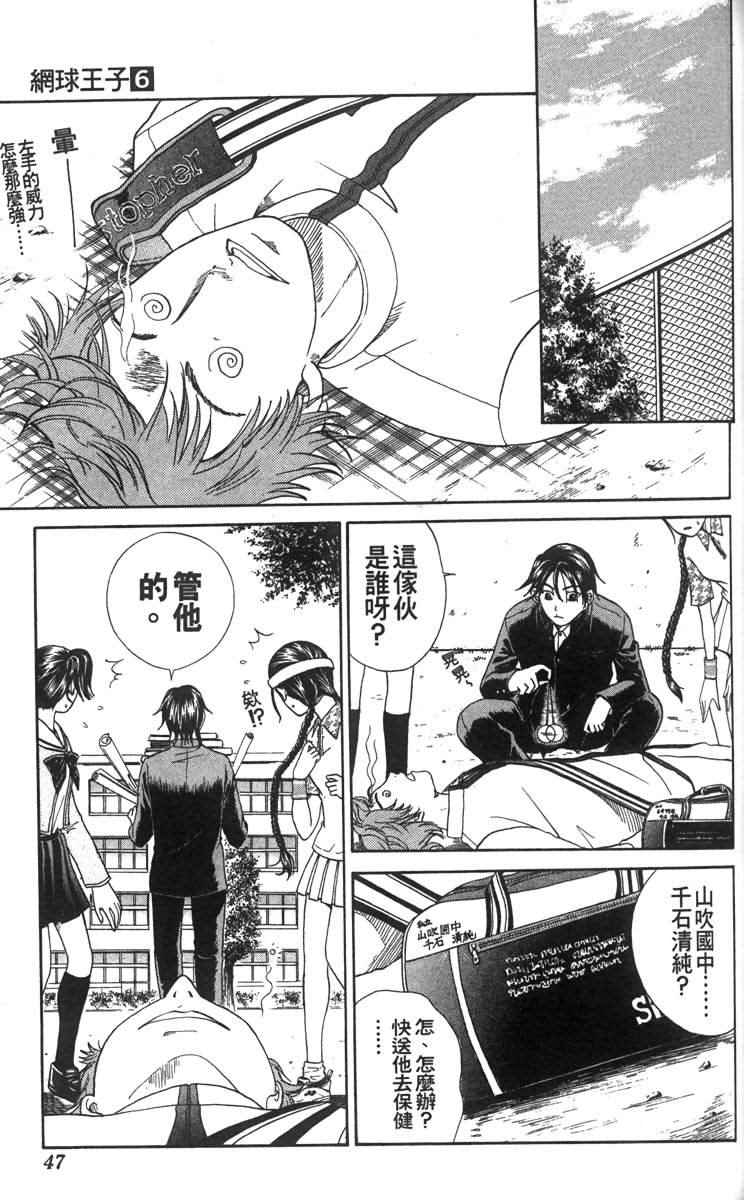 網球王子6
暈
左手的威力
怎麼那麼強……
stopher
這傢伙
是誰呀?
晃晃
山吹國中……
千石清純?
山吹國中
千石 清純
怎、怎麼辦?
快送他去保健
……
管他
的。
欸!?
47